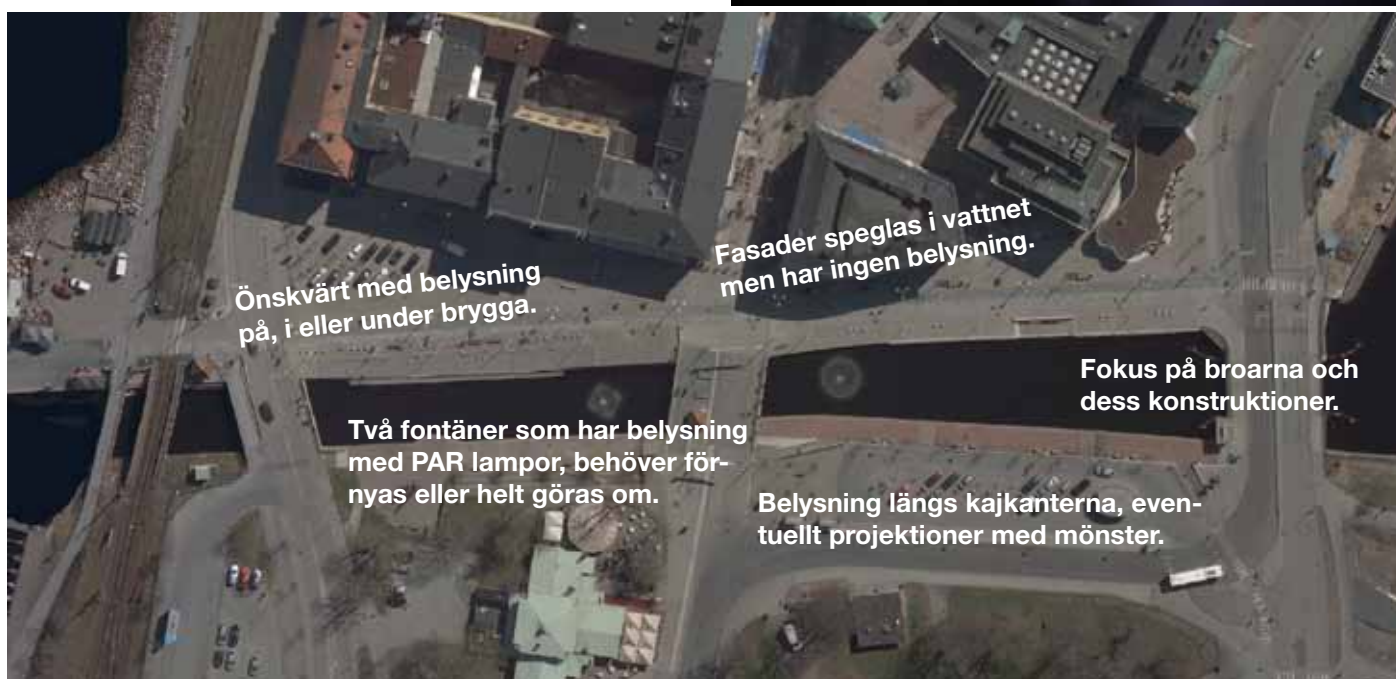 Fasader speglas i vattnet
men har ingen belysning.
Önskvärt med belysning
på, i eller under brygga.
Fokus på broarna och
dess konstruktioner.
Två fontäner som har belysning
med PAR lampor, behöver för-
nyas eller helt göras om.
Belysning längs kajkanterna, even-
tuellt projektioner med mönster.